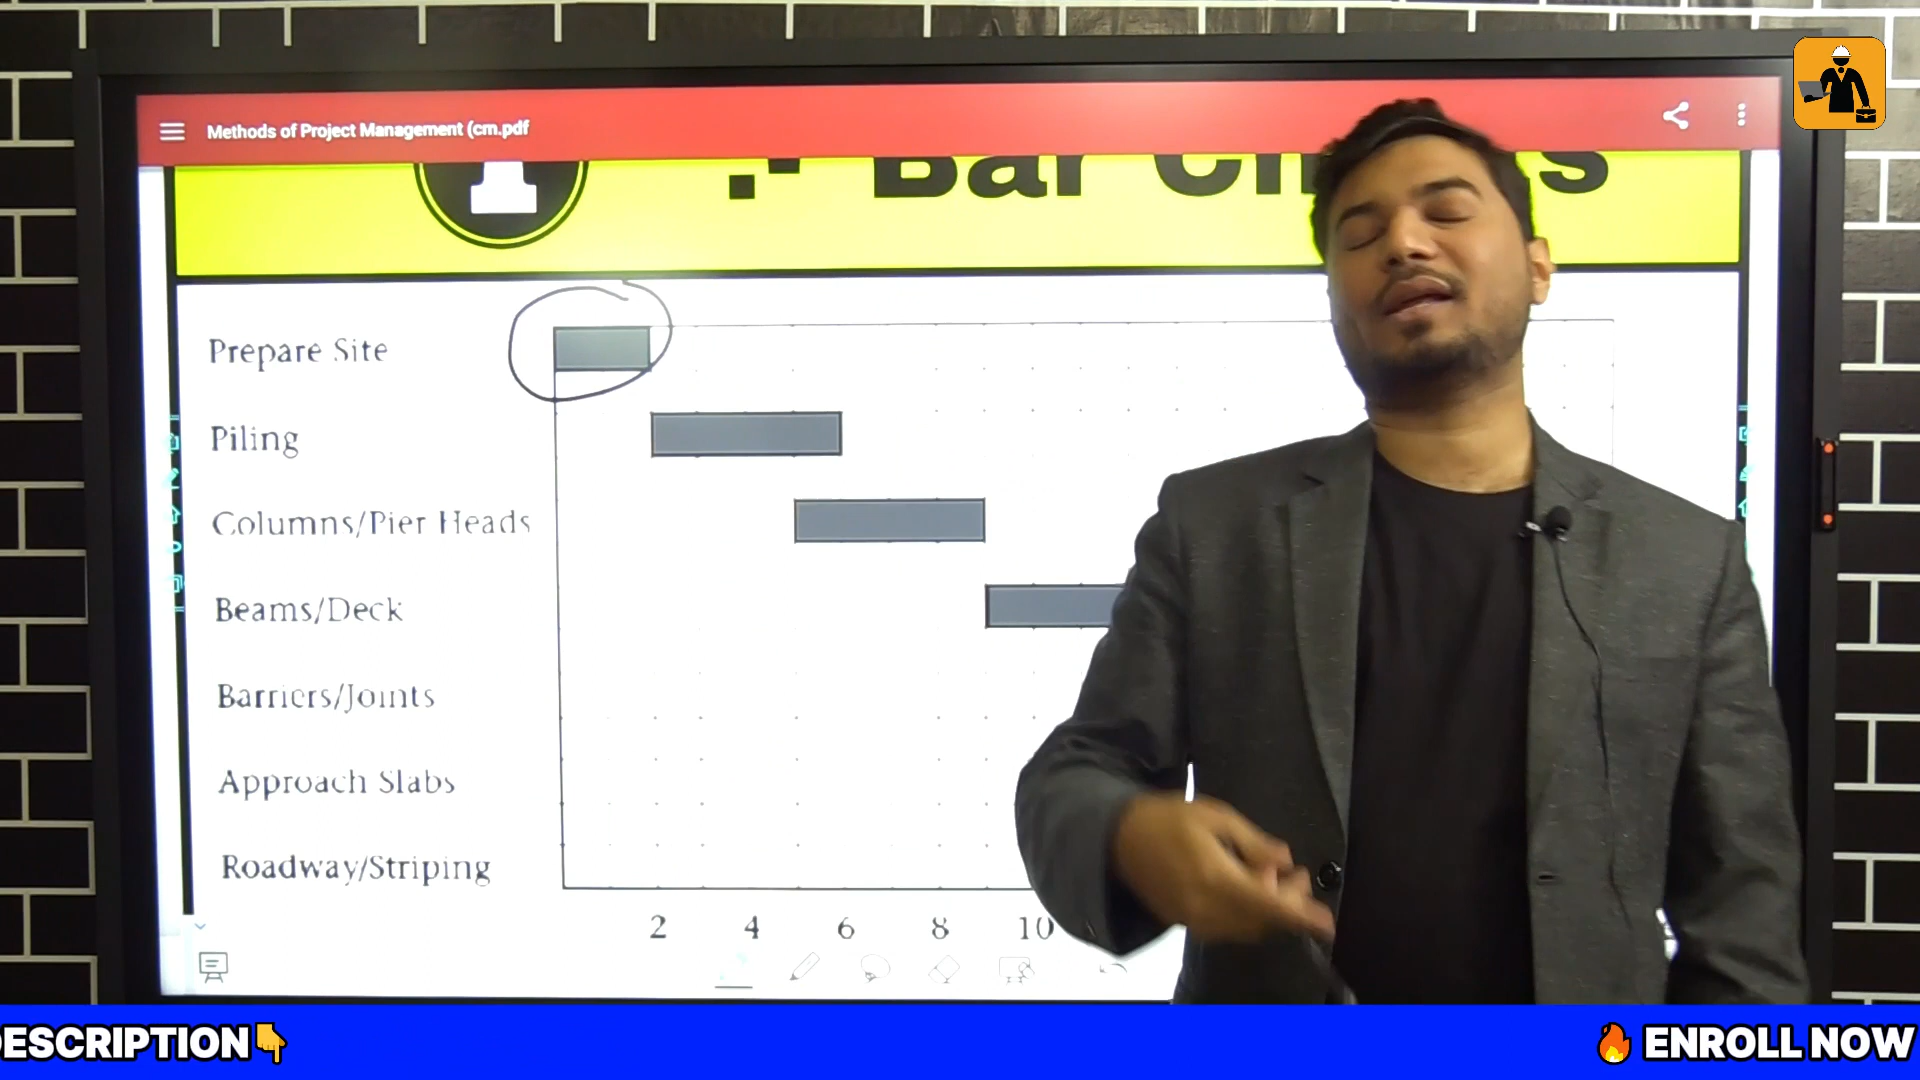 Methods of Project Management (cm.pdf
Prepare Site
Piling
Columns/Pier Heads
Beams/Deck
Barriers/Joints
Approach Slabs
Roadway/Striping
2 4 6 8 10
ENROLL NOW